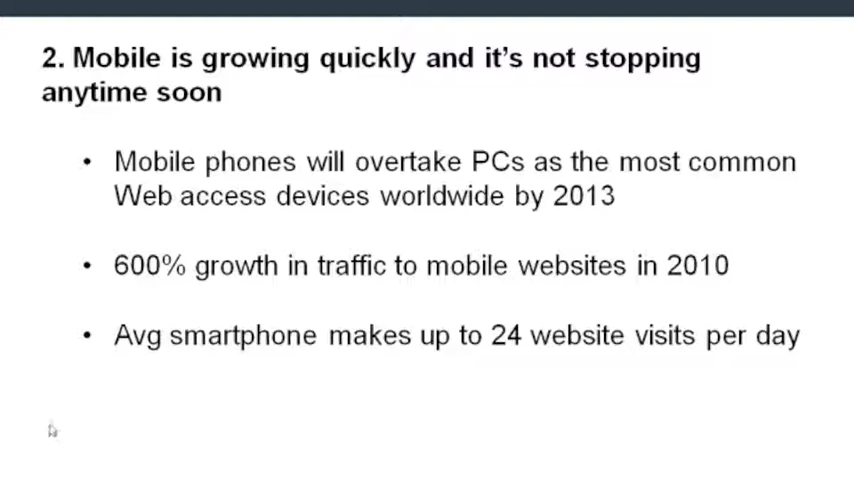 2. Mobile is growing quickly and it's not stopping
anytime soon
• Mobile phones will overtake PCs as the most common
Web access devices worldwide by 2013
• 600% growth in traffic to mobile websites in 2010
• Avg smartphone makes up to 24 website visits per day